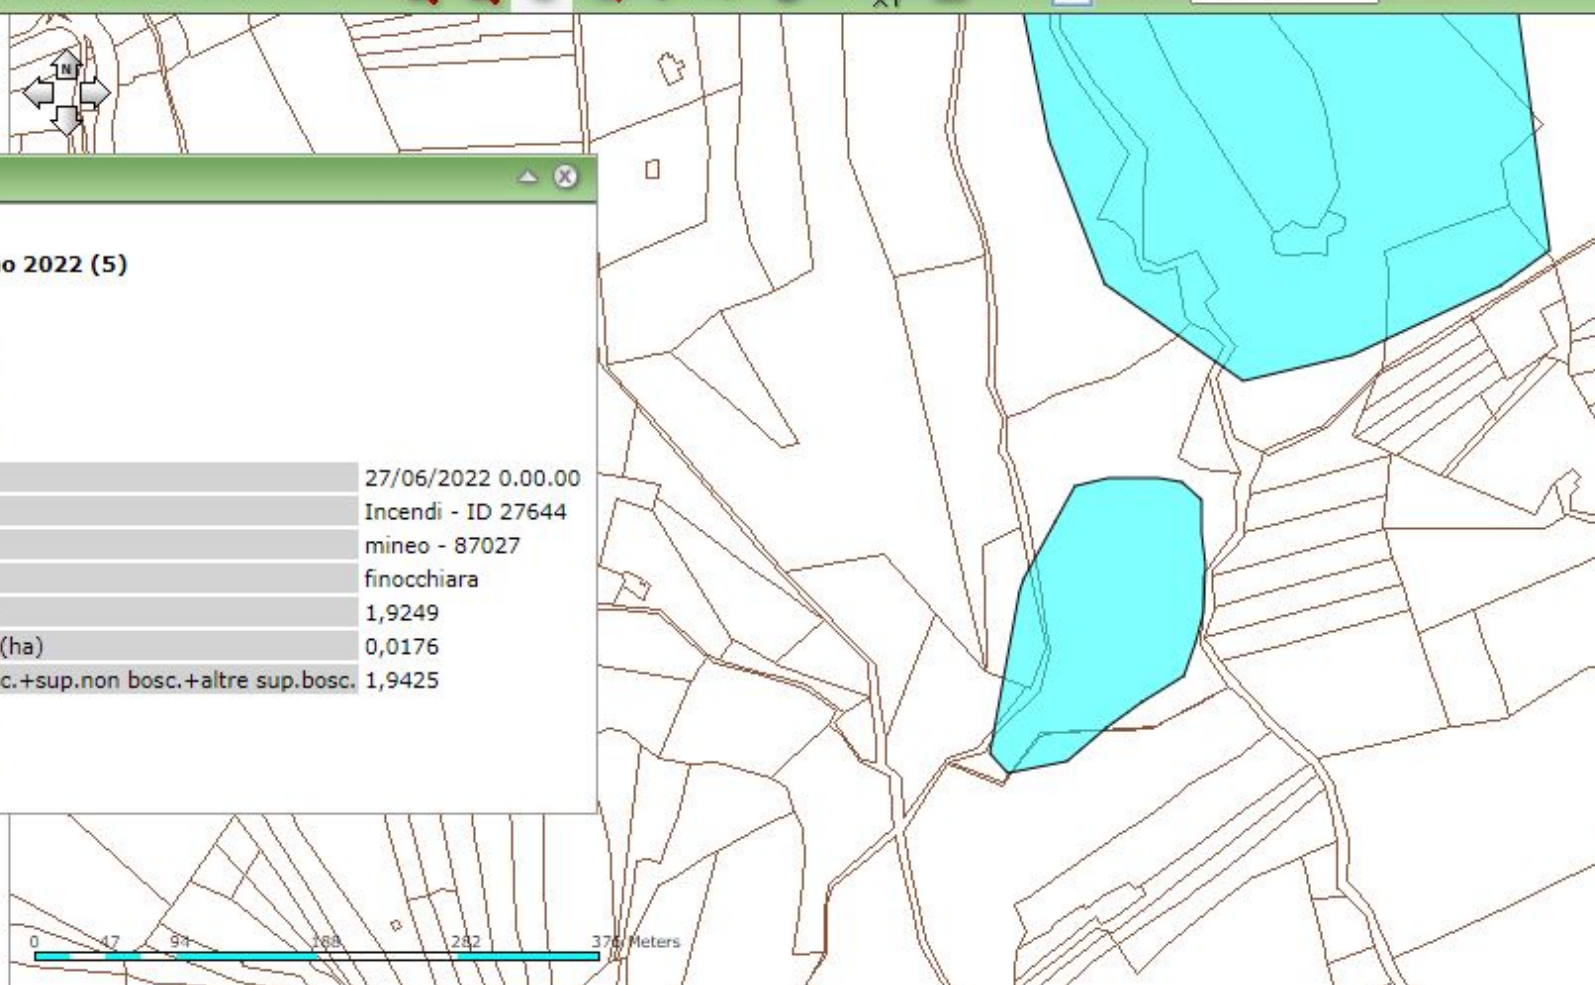 N
o 2022 (5)
27/06/2022 0.00.00
Incendi - ID 27644
mineo - 87027
finocchiara
1,9249
(ha) 0,0176
c.+sup.non bosc.+altre sup.bosc. 1,9425
0 47 94 188 282 376 Meters